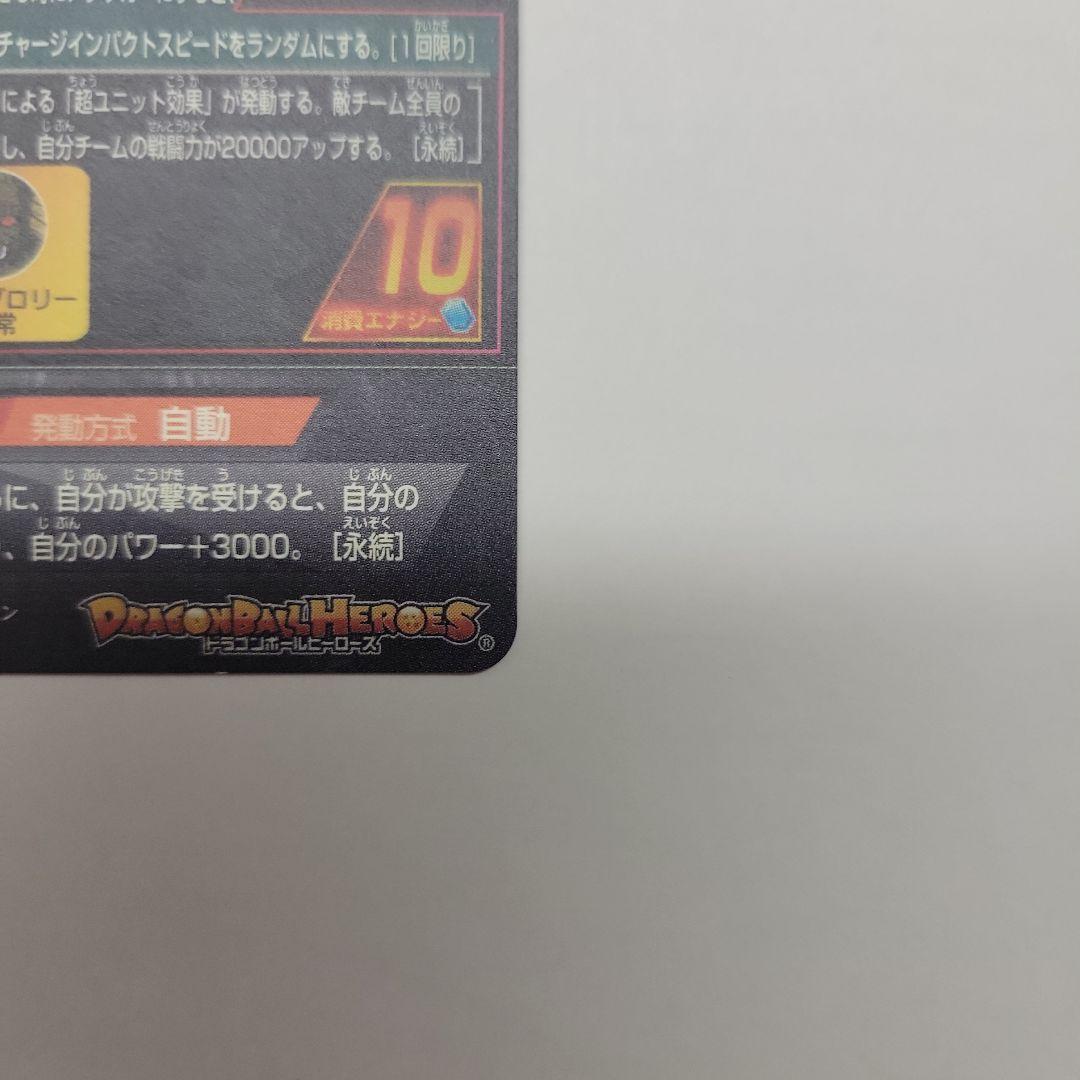 チャージインパクトスピードをランダムにする。[1回限り]
による「超ユニット効果」が発動する。敵チーム全員の
し、自分チームの戦闘力が20000アップする。[永続]
10
消費エナジー
ブロリー
常
発動方式 自動
に、自分が攻撃を受けると、自分の
、自分のパワー+3000。[永続]
ン
DRAGONBALL HEROES
ドラゴンボールヒーローズ®